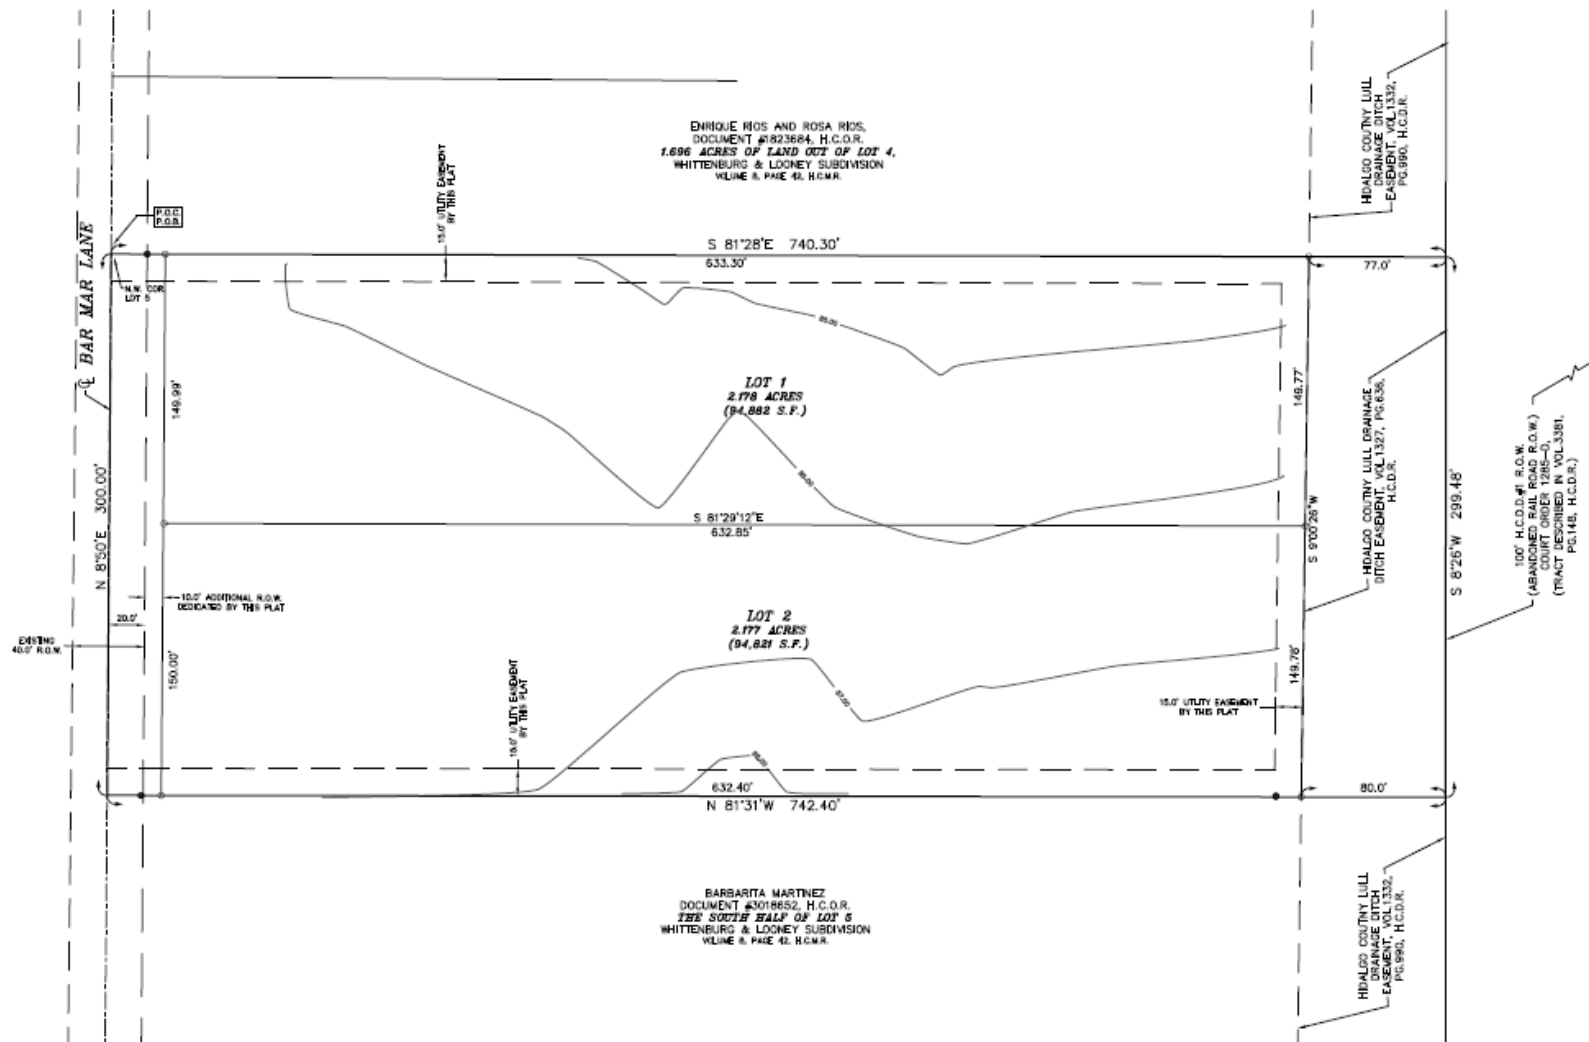 ENRIQUE RIOS AND ROSA RIOS,
DOCUMENT #1823684, H.C.O.R.
1.696 ACRES OF LAND OUT OF LOT 4,
WHITTENBURG & LOONEY SUBDIVISION
VOLUME 8, PAGE 42, H.C.M.R.
HIDALGO COUTNY LULL
DRAINAGE DITCH
EASEMENT, VOL.1332,
PG.990, H.C.D.R.
15.0' UTILITY EASEMENT
BY THIS PLAT
P.O.C.
P.O.B.
℄ BAR MAR LANE
S 81°28'E 740.30'
633.30'
77.0'
N.W. COR.
LOT 5
149.99'
85.00
LOT 1
2.178 ACRES
(94,882 S.F.)
149.77'
86.00
N 8°50'E 300.00'
S 81°29'12"E
632.85'
S 9°00'26"W
HIDALGO COUTNY LULL DRAINAGE
DITCH EASEMENT, VOL.1327, PG.636,
H.C.D.R.
S 8°26'W 299.48'
100' H.C.D.D.#1 R.O.W.
(ABANDONED RAIL ROAD R.O.W.)
COURT ORDER 1285-O,
(TRACT DESCRIBED IN VOL.3381,
PG.148, H.C.D.R.)
10.0' ADDITIONAL R.O.W.
DEDICATED BY THIS PLAT
20.0'
EXISTING
40.0' R.O.W.
150.00'
LOT 2
2.177 ACRES
(94,821 S.F.)
149.78'
15.0' UTILITY EASEMENT
BY THIS PLAT
87.00
15.0' UTILITY EASEMENT
BY THIS PLAT
632.40'
N 81°31'W 742.40'
80.0'
BARBARITA MARTINEZ
DOCUMENT #3018652, H.C.O.R.
THE SOUTH HALF OF LOT 5
WHITTENBURG & LOONEY SUBDIVISION
VOLUME 8, PAGE 42, H.C.M.R.
HIDALGO COUTNY LULL
DRAINAGE DITCH
EASEMENT, VOL.1332,
PG.990, H.C.D.R.